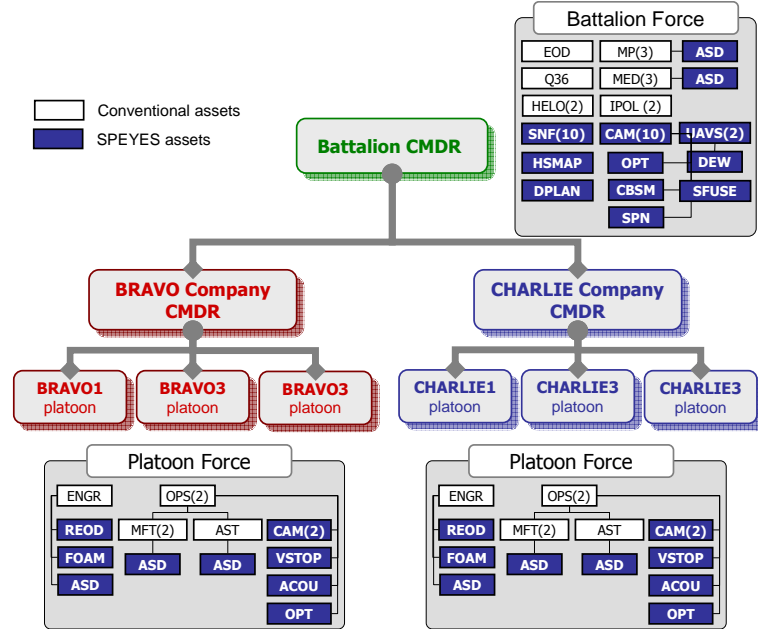 Battalion Force
EOD MP(3) ASD
Q36 MED(3) ASD
HELO(2) IPOL (2)
SNF(10) CAM(10) UAVS(2)
HSMAP OPT DEW
DPLAN CBSM SFUSE
SPN
Conventional assets
SPEYES assets
Battalion CMDR
BRAVO Company
CMDR
CHARLIE Company
CMDR
BRAVO1
platoon
BRAVO3
platoon
BRAVO3
platoon
CHARLIE1
platoon
CHARLIE3
platoon
CHARLIE3
platoon
Platoon Force
ENGR OPS(2)
REOD MFT(2) AST CAM(2)
FOAM ASD ASD VSTOP
ASD ACOU
OPT
Platoon Force
ENGR OPS(2)
REOD MFT(2) AST CAM(2)
FOAM ASD ASD VSTOP
ASD ACOU
OPT